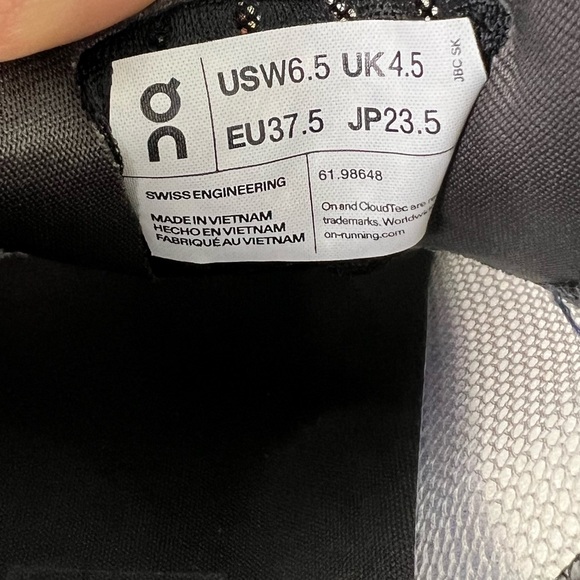 USW6.5 UK4.5
EU37.5 JP23.5
JBC SK
SWISS ENGINEERING
MADE IN VIETNAM
HECHO EN VIETNAM
FABRIQUÉ AU VIETNAM
61.98648
On and CloudTec are
trademarks.
on-running.com